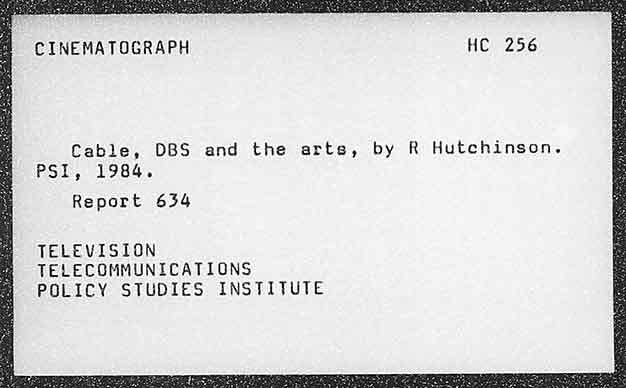 CINEMATOGRAPH HC 256
Cable, DBS and the arts, by R Hutchinson.
PSI, 1984.
Report 634
TELEVISION
TELECOMMUNICATIONS
POLICY STUDIES INSTITUTE